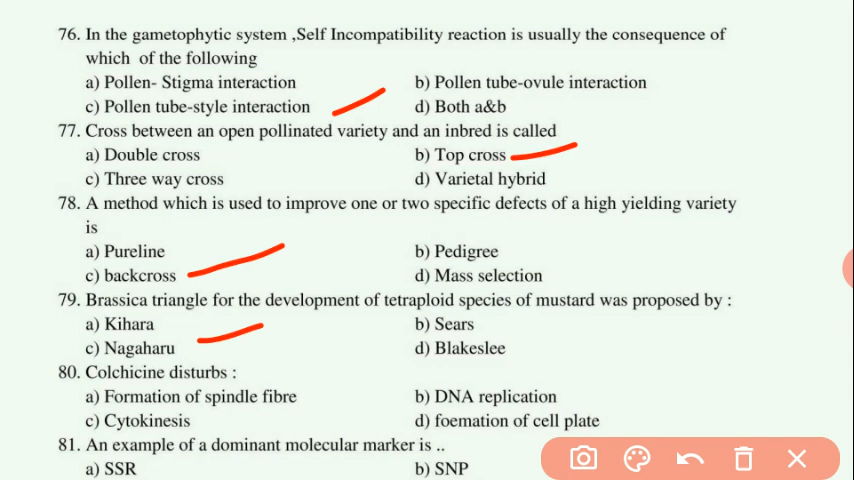 76. In the gametophytic system ,Self Incompatibility reaction is usually the consequence of
which of the following
a) Pollen- Stigma interaction b) Pollen tube-ovule interaction
c) Pollen tube-style interaction d) Both a&b
77. Cross between an open pollinated variety and an inbred is called
a) Double cross b) Top cross
c) Three way cross d) Varietal hybrid
78. A method which is used to improve one or two specific defects of a high yielding variety
is
a) Pureline b) Pedigree
c) backcross d) Mass selection
79. Brassica triangle for the development of tetraploid species of mustard was proposed by :
a) Kihara b) Sears
c) Nagaharu d) Blakeslee
80. Colchicine disturbs :
a) Formation of spindle fibre b) DNA replication
c) Cytokinesis d) foemation of cell plate
81. An example of a dominant molecular marker is ..
a) SSR b) SNP